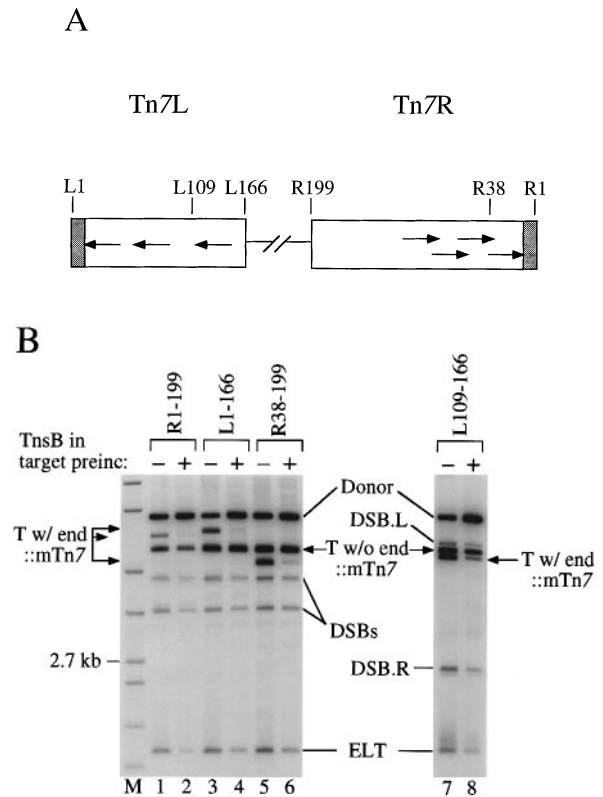 A
Tn7L Tn7R
L1 L109 L166 R199 R38 R1
B
R1-199 L1-166 R38-199 L109-166
TnsB in
target preinc: – + – + – + – +
Donor
DSB.L
T w/ end
::mTn7
T w/o end
::mTn7
T w/ end
::mTn7
DSBs
2.7 kb
DSB.R
ELT
M 1 2 3 4 5 6 7 8